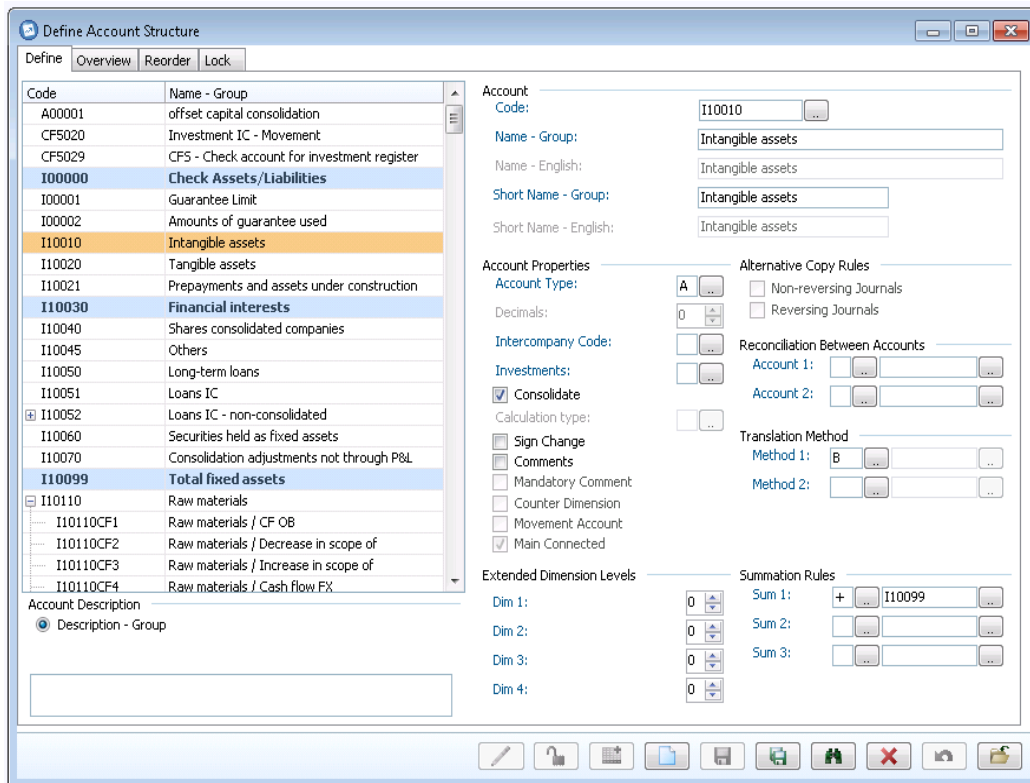 Define Account Structure
Define Overview Reorder Lock
Code Name - Group
A00001 offset capital consolidation
CF5020 Investment IC - Movement
CF5029 CFS - Check account for investment register
I00000 Check Assets/Liabilities
I00001 Guarantee Limit
I00002 Amounts of guarantee used
I10010 Intangible assets
I10020 Tangible assets
I10021 Prepayments and assets under construction
I10030 Financial interests
I10040 Shares consolidated companies
I10045 Others
I10050 Long-term loans
I10051 Loans IC
I10052 Loans IC - non-consolidated
I10060 Securities held as fixed assets
I10070 Consolidation adjustments not through P&L
I10099 Total fixed assets
I10110 Raw materials
I10110CF1 Raw materials / CF OB
I10110CF2 Raw materials / Decrease in scope of
I10110CF3 Raw materials / Increase in scope of
I10110CF4 Raw materials / Cash flow FX
Account Description
Description - Group
Account
Code: I10010 ..
Name - Group: Intangible assets
Name - English: Intangible assets
Short Name - Group: Intangible assets
Short Name - English: Intangible assets
Account Properties
Account Type: A ..
Decimals: 0
Intercompany Code: ..
Investments: ..
Consolidate
Calculation type: ..
Sign Change
Comments
Mandatory Comment
Counter Dimension
Movement Account
Main Connected
Alternative Copy Rules
Non-reversing Journals
Reversing Journals
Reconciliation Between Accounts
Account 1: .. ..
Account 2: .. ..
Translation Method
Method 1: B .. ..
Method 2: .. ..
Extended Dimension Levels
Dim 1: 0
Dim 2: 0
Dim 3: 0
Dim 4: 0
Summation Rules
Sum 1: + .. I10099 ..
Sum 2: .. ..
Sum 3: .. ..